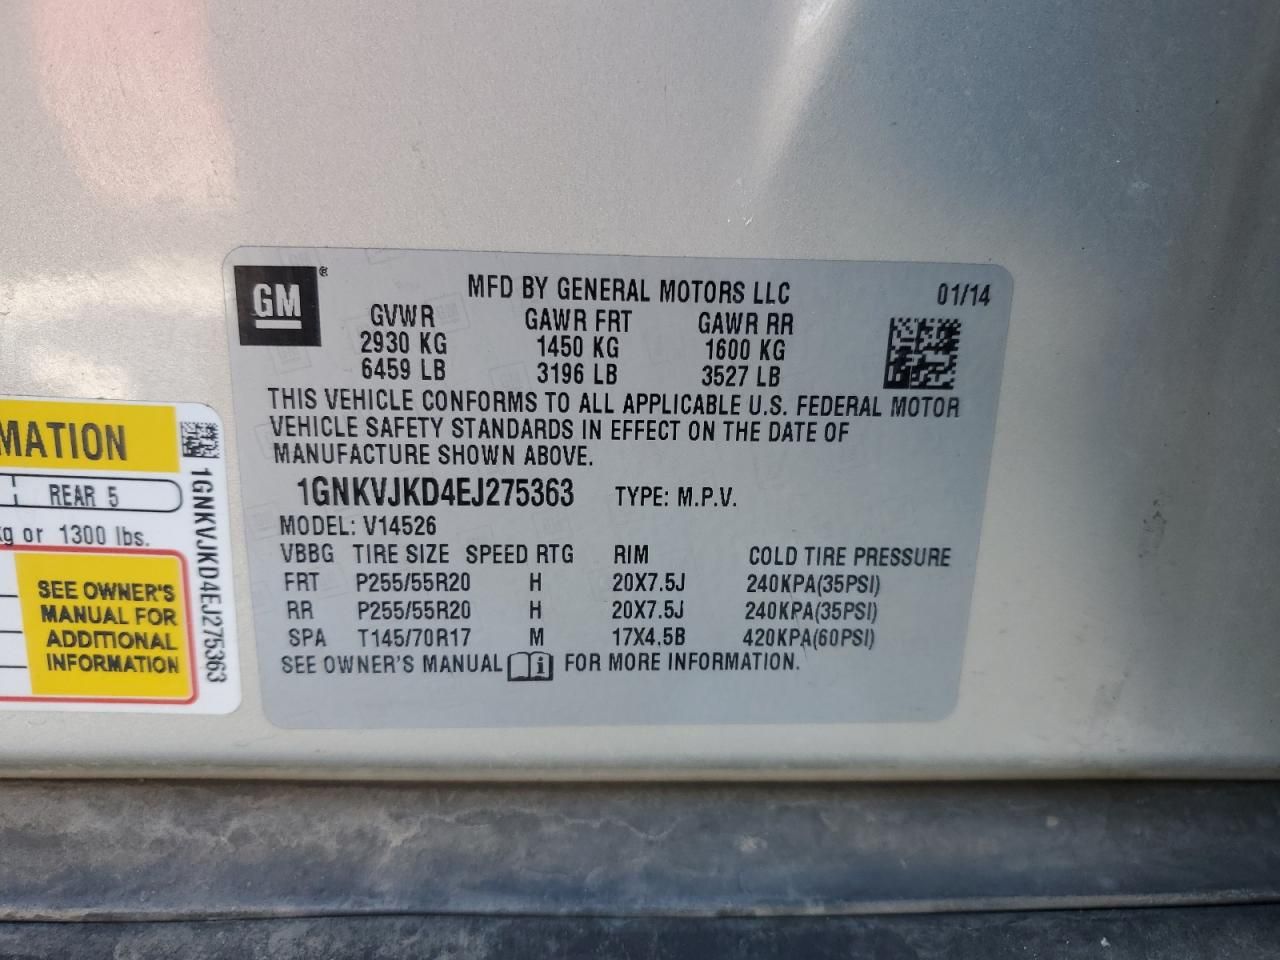 GM ®
MFD BY GENERAL MOTORS LLC 01/14
GVWR GAWR FRT GAWR RR
2930 KG 1450 KG 1600 KG
6459 LB 3196 LB 3527 LB
THIS VEHICLE CONFORMS TO ALL APPLICABLE U.S. FEDERAL MOTOR
VEHICLE SAFETY STANDARDS IN EFFECT ON THE DATE OF
MANUFACTURE SHOWN ABOVE.
1GNKVJKD4EJ275363 TYPE: M.P.V.
MODEL: V14526
VBBG TIRE SIZE SPEED RTG RIM COLD TIRE PRESSURE
FRT P255/55R20 H 20X7.5J 240KPA(35PSI)
RR P255/55R20 H 20X7.5J 240KPA(35PSI)
SPA T145/70R17 M 17X4.5B 420KPA(60PSI)
SEE OWNER'S MANUAL i FOR MORE INFORMATION.
MATION
REAR 5
kg or 1300 lbs.
SEE OWNER'S
MANUAL FOR
ADDITIONAL
INFORMATION
1GNKVJKD4EJ275363